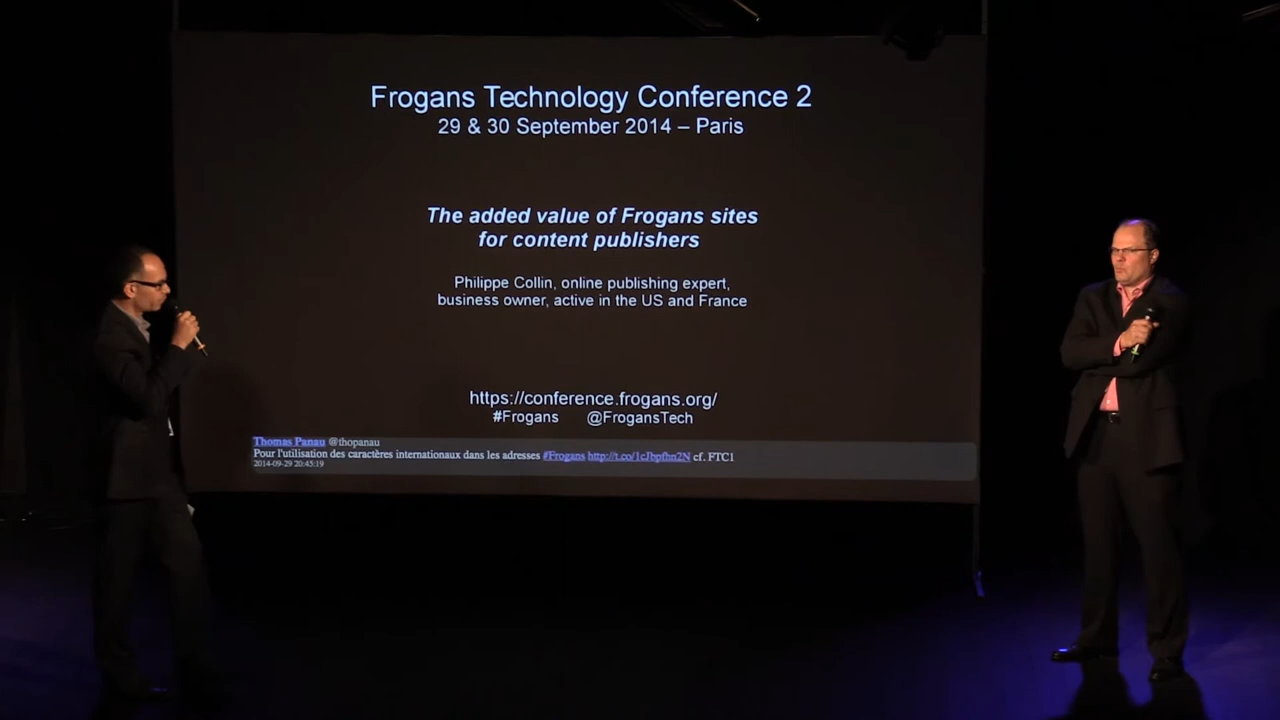 Frogans Technology Conference 2
29 & 30 September 2014 – Paris
The added value of Frogans sites
for content publishers
Philippe Collin, online publishing expert,
business owner, active in the US and France
https://conference.frogans.org/
#Frogans @FrogansTech
Thomas Panau @thopanau
Pour l'utilisation des caractères internationaux dans les adresses #Frogans http://t.co/1cJbpfhn2N cf. FTC1
2014-09-29 20:45:19